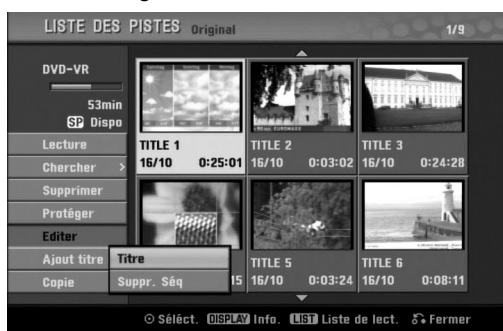 LISTE DES PISTES Original 1/9
DVD-VR
53min
SP Dispo
Lecture
Chercher >
Supprimer
Protéger
Editer
Ajout titre
Copie
Titre
Suppr. Séq
TITLE 1
16/10 0:25:01
TITLE 2
16/10 0:03:02
TITLE 3
16/10 0:24:28
15
TITLE 5
16/10 0:03:24
TITLE 6
16/10 0:08:11
Séléct. DISPLAY Info. LIST Liste de lect. Fermer